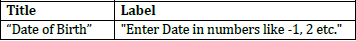 Title Label
“Date of Birth” "Enter Date in numbers like -1, 2 etc."